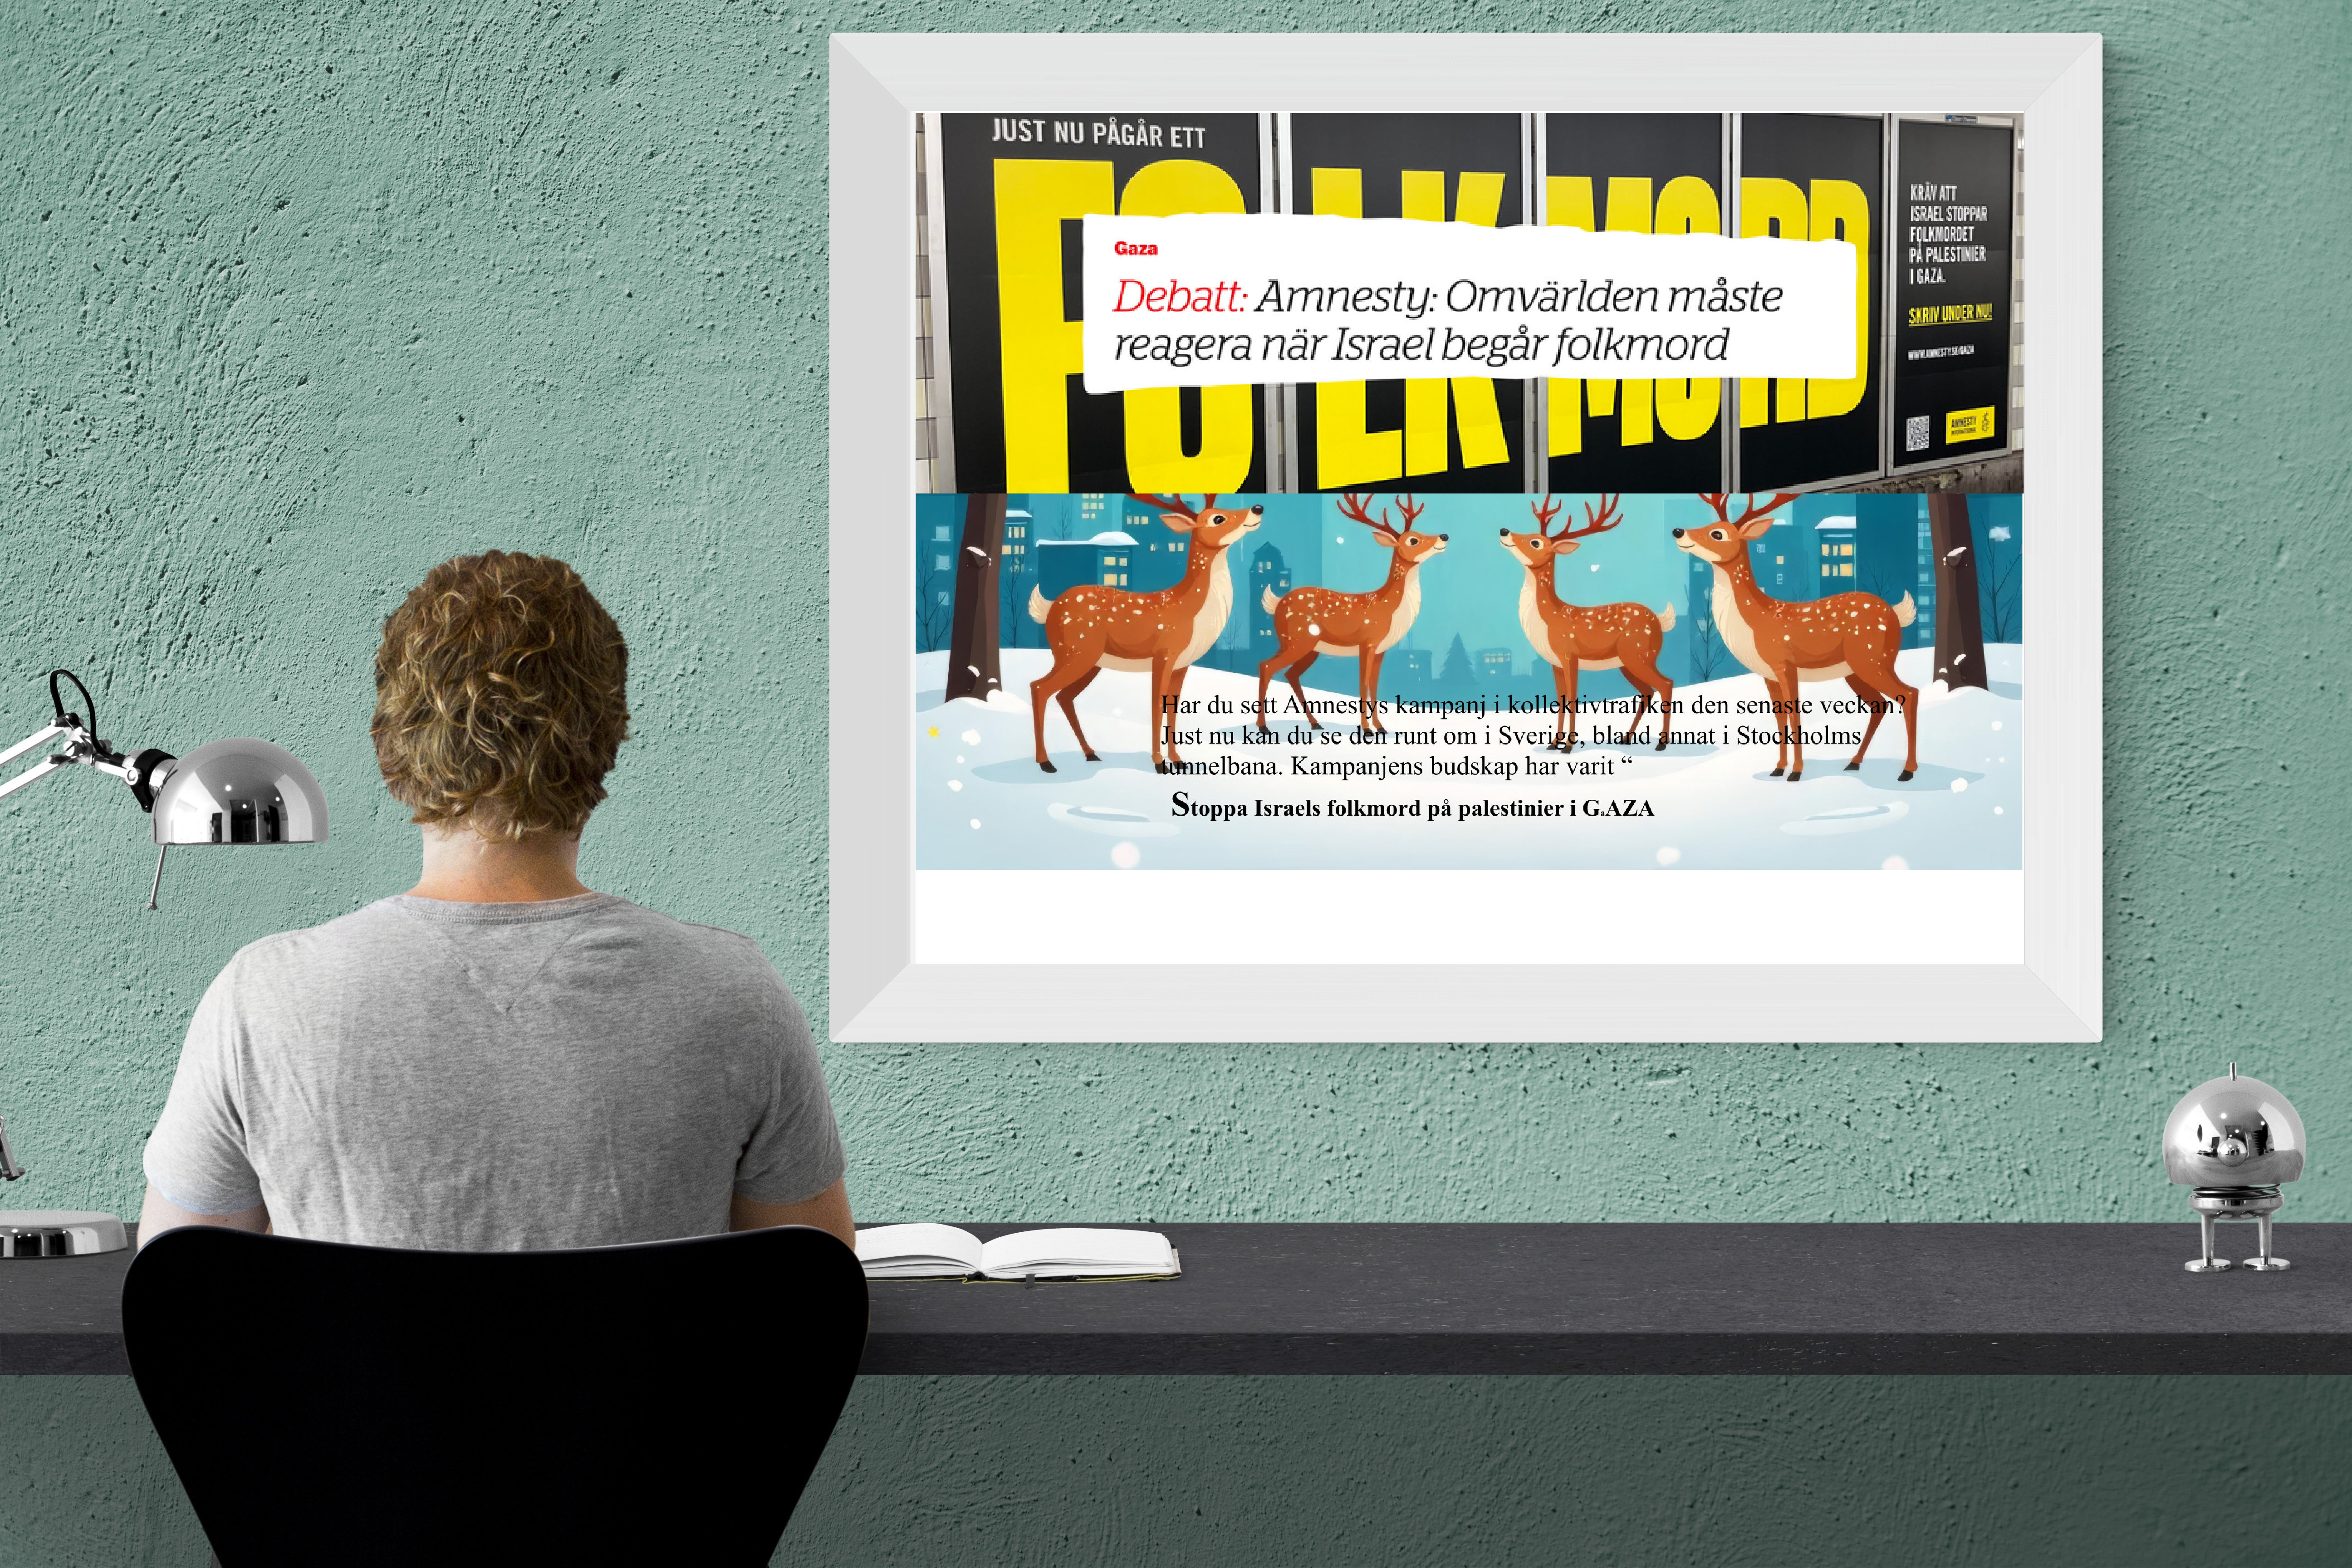 JUST NU PÅGÅR ETT
FOLKMORD
Gaza
Debatt: Amnesty: Omvärlden måste
reagera när Israel begår folkmord
KRÄV ATT
ISRAEL STOPPAR
FOLKMORDET
PÅ PALESTINIER
I GAZA.
SKRIV UNDER NU!
WWW.AMNESTY.SE/GAZA
AMNESTY
INTERNATIONAL
Har du sett Amnestys kampanj i kollektivtrafiken den senaste veckan?
Just nu kan du se den runt om i Sverige, bland annat i Stockholms
tunnelbana. Kampanjens budskap har varit “
Stoppa Israels folkmord på palestinier i G.AZA